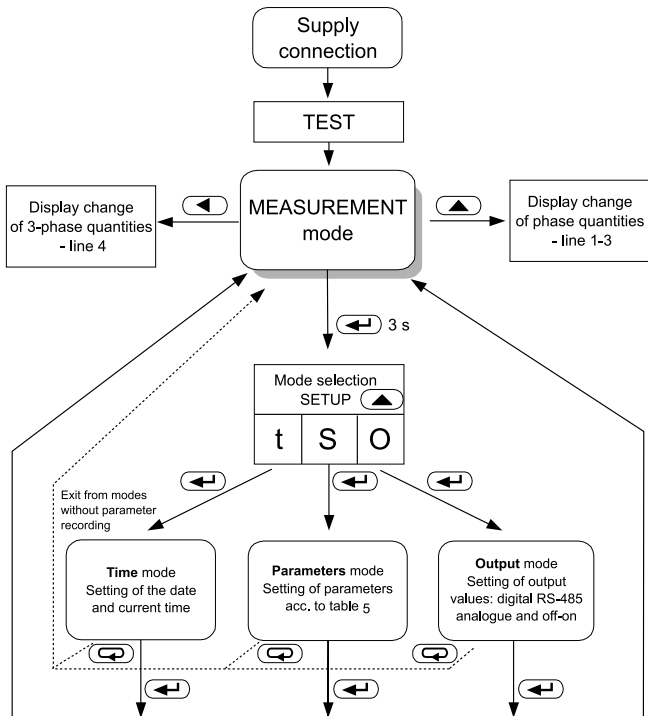 Supply
connection
TEST
MEASUREMENT
mode
Display change
of 3-phase quantities
- line 4
Display change
of phase quantities
- line 1-3
3 s
Mode selection
SETUP
t S O
Exit from modes
without parameter
recording
Time mode
Setting of the date
and current time
Parameters mode
Setting of parameters
acc. to table 5
Output mode
Setting of output
values: digital RS-485
analogue and off-on